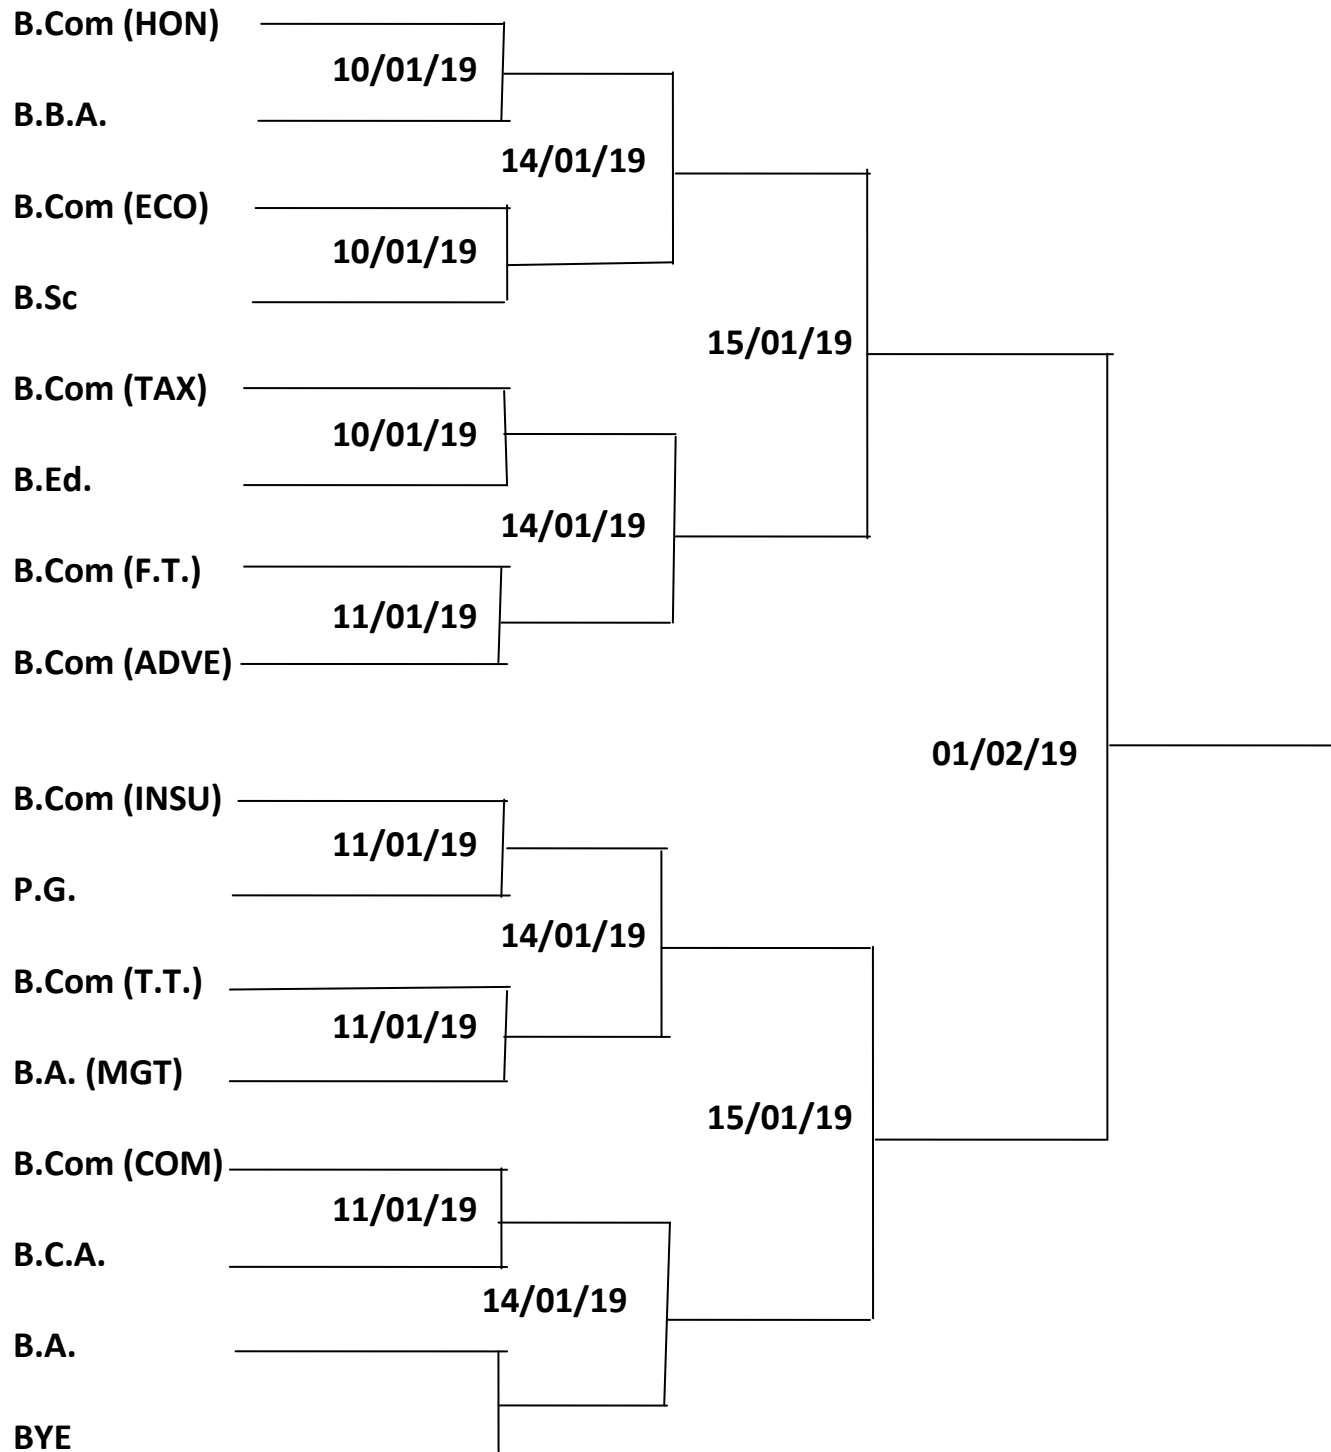 B.Com (HON)
10/01/19
B.B.A.
14/01/19
B.Com (ECO)
10/01/19
B.Sc
15/01/19
B.Com (TAX)
10/01/19
B.Ed.
14/01/19
B.Com (F.T.)
11/01/19
B.Com (ADVE)
01/02/19
B.Com (INSU)
11/01/19
P.G.
14/01/19
B.Com (T.T.)
11/01/19
B.A. (MGT)
15/01/19
B.Com (COM)
11/01/19
B.C.A.
14/01/19
B.A.
BYE